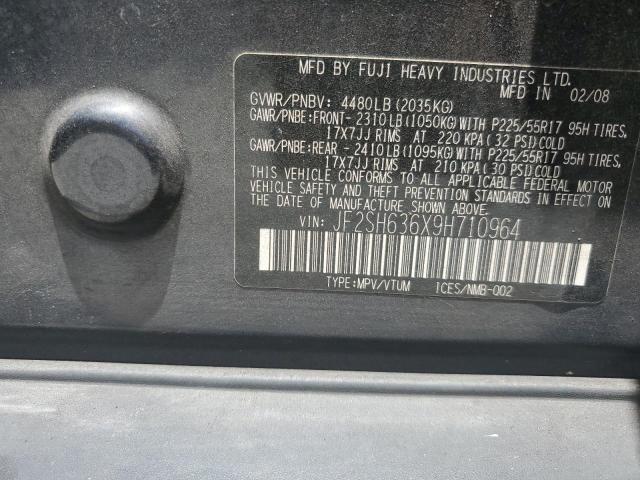 MFD BY FUJI HEAVY INDUSTRIES LTD.
MFD IN 02/08
GVWR/PNBV: 4480LB(2035KG)
GAWR/PNBE:FRONT- 2310LB(1050KG)WITH P225/55R17 95H TIRES,
17X7JJ RIMS AT 220 KPA(32 PSI)COLD
GAWR/PNBE:REAR - 2410LB(1095KG)WITH P225/55R17 95H TIRES,
17X7JJ RIMS AT 210 KPA(30 PSI)COLD
THIS VEHICLE CONFORMS TO ALL APPLICABLE FEDERAL MOTOR
VEHICLE SAFETY AND THEFT PREVENTION STANDARDS IN EFFECT
ON THE DATE OF MANUFACTURE SHOWN ABOVE.
VIN: JF2SH636X9H710964
TYPE:MPV/VTUM ICES/NMB-002